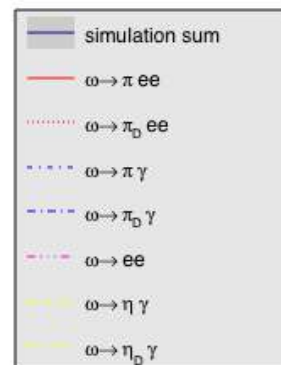 simulation sum
ω→ π ee
ω→ π_D ee
ω→ π γ
ω→ π_D γ
ω→ ee
ω→ η γ
ω→ η_D γ